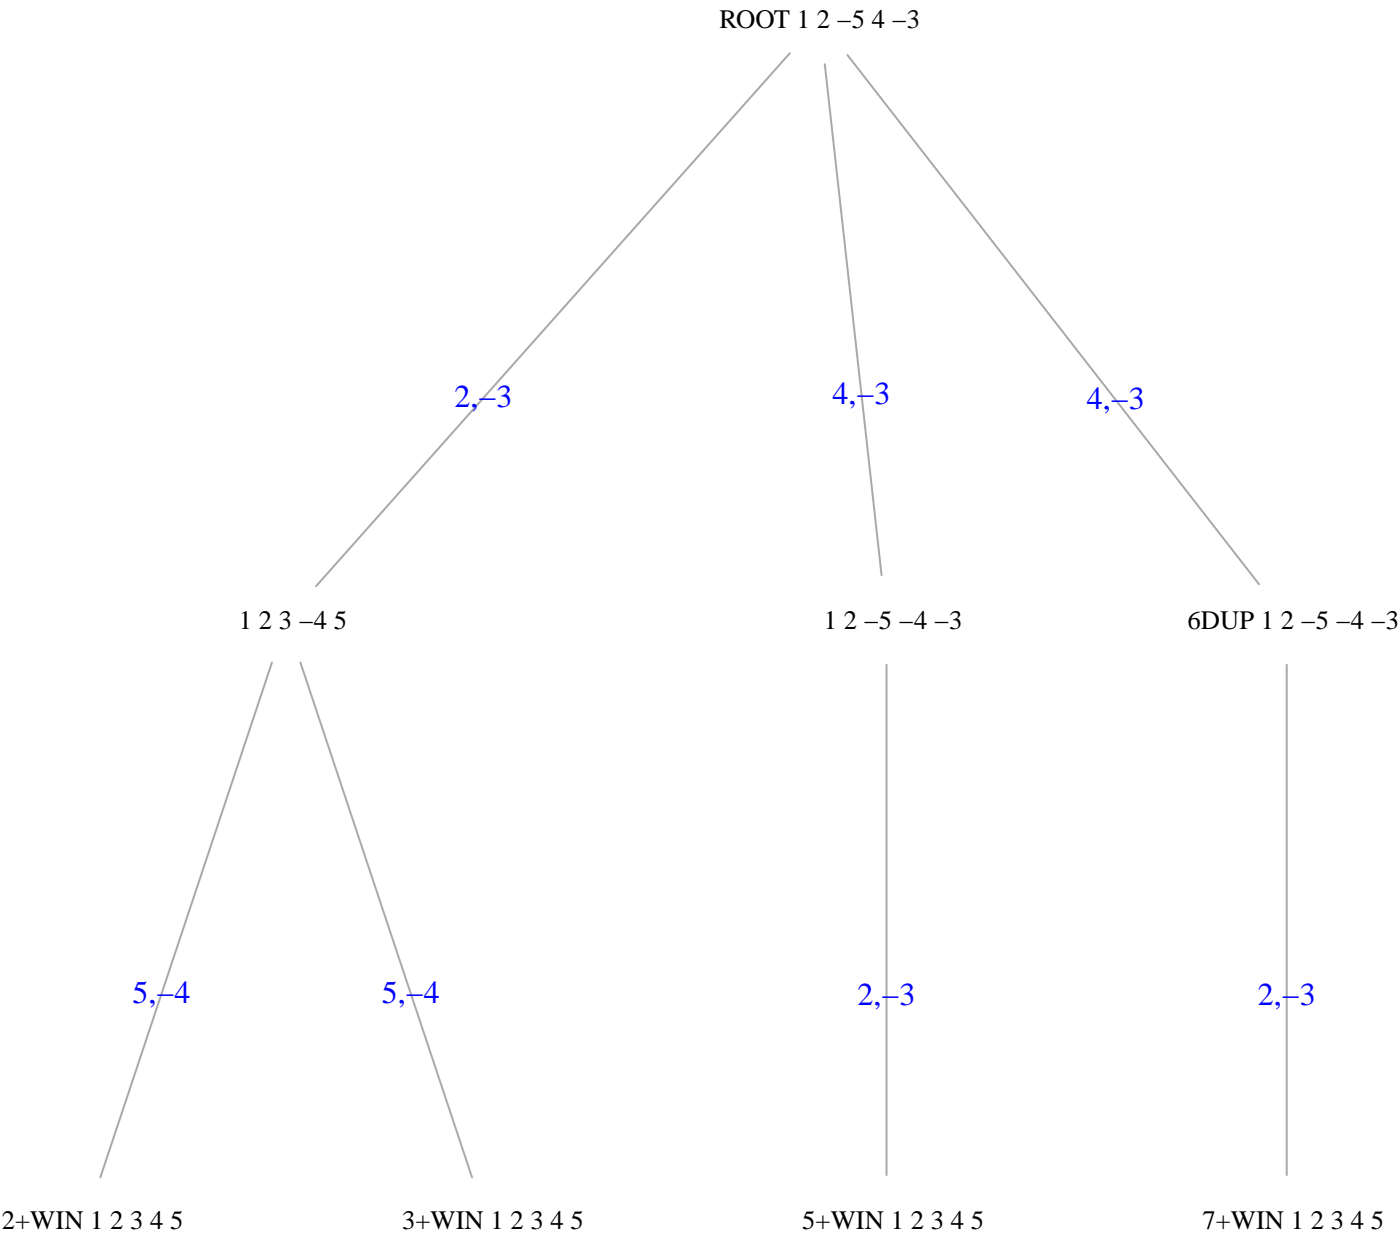 ROOT 1 2 –5 4 –3
2,–3
4,–3
4,–3
1 2 3 –4 5
1 2 –5 –4 –3
6DUP 1 2 –5 –4 –3
5,–4
5,–4
2,–3
2,–3
2+WIN 1 2 3 4 5
3+WIN 1 2 3 4 5
5+WIN 1 2 3 4 5
7+WIN 1 2 3 4 5